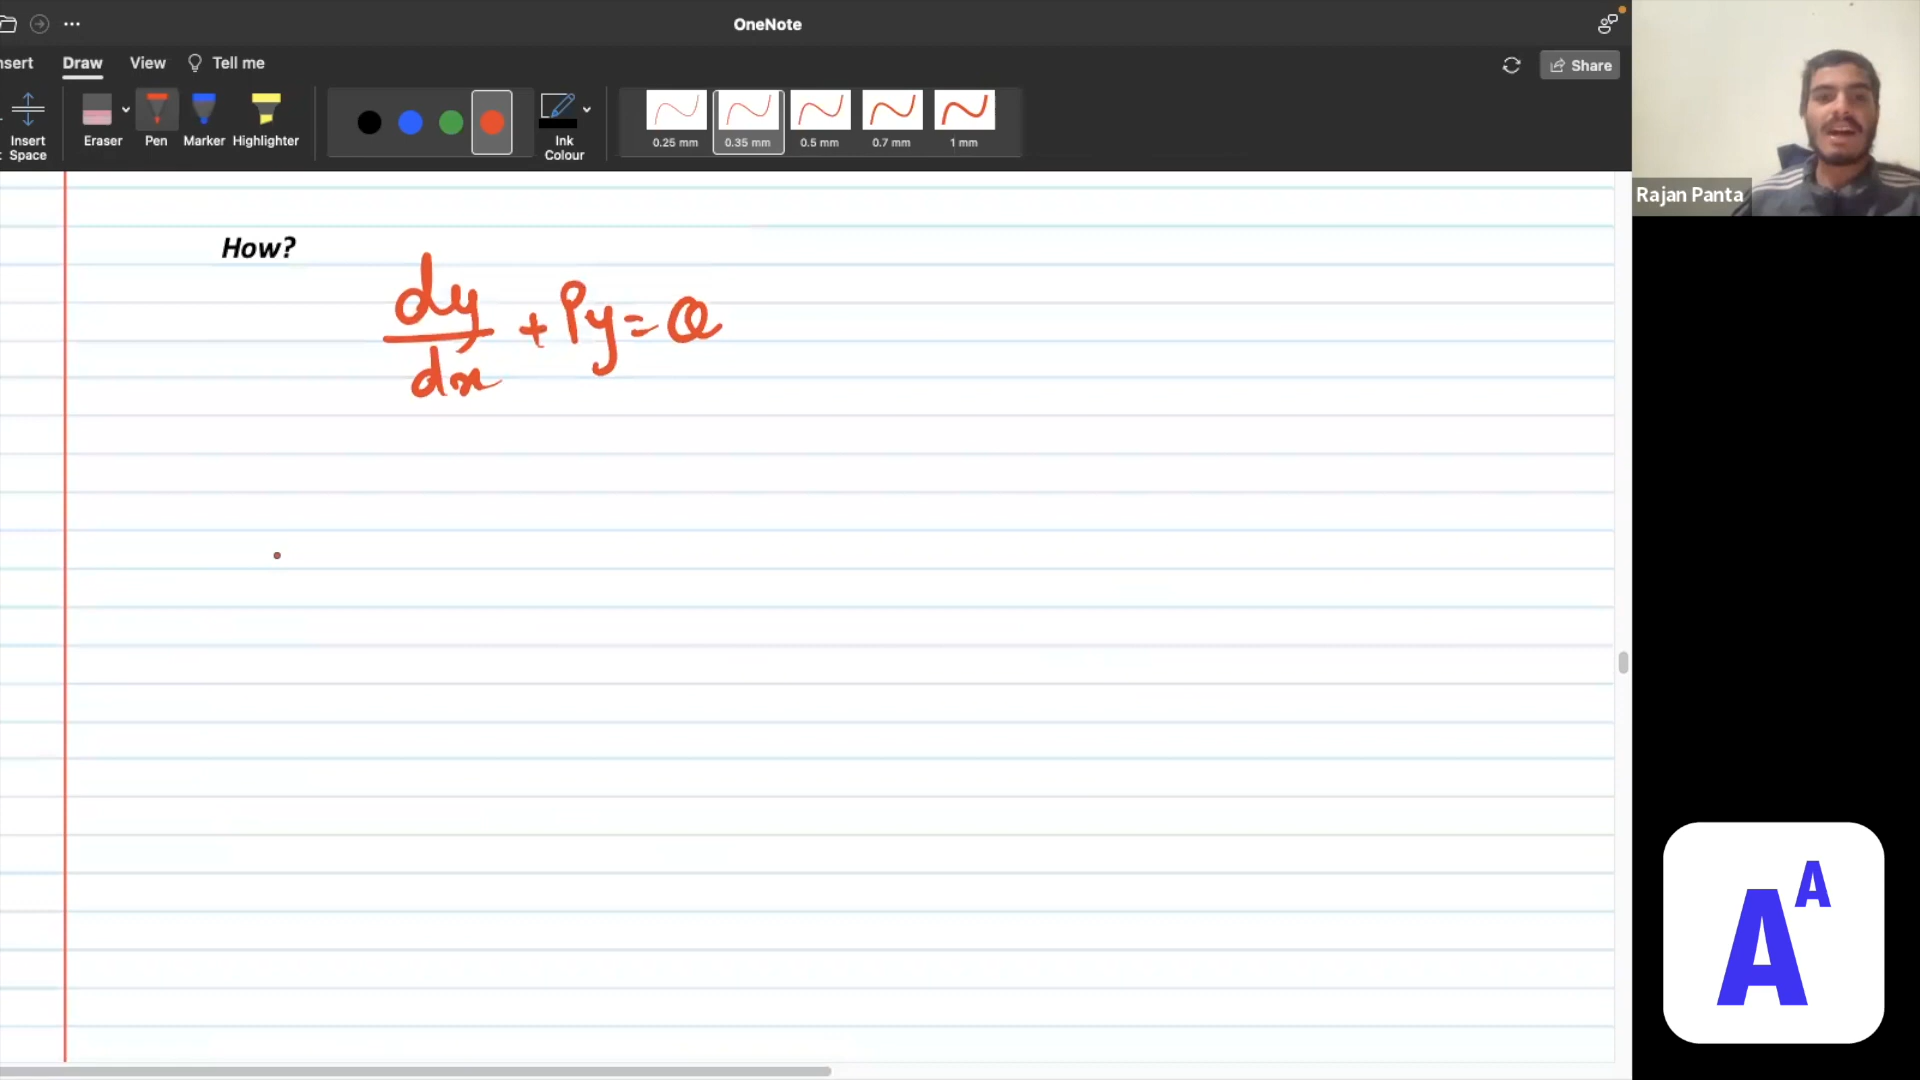 OneNote
nsert Draw View Tell me
Share
Insert Space
Eraser
Pen
Marker
Highlighter
Ink Colour
0.25 mm
0.35 mm
0.5 mm
0.7 mm
1 mm
Rajan Panta
How?
dy/dx + Py = Q
A^A